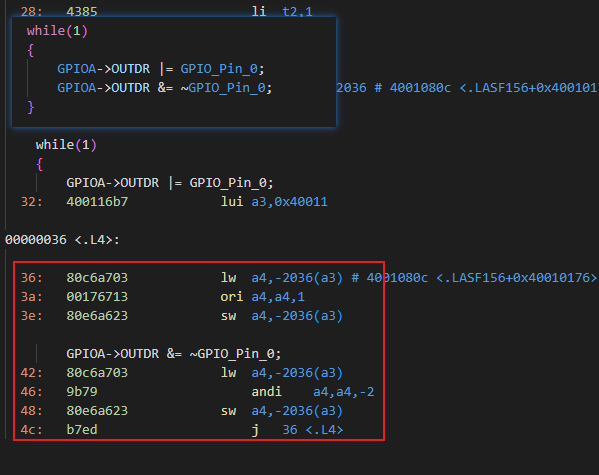 28: 4385 li t2,1
while(1)
{
GPIOA->OUTDR |= GPIO_Pin_0;
GPIOA->OUTDR &= ~GPIO_Pin_0; 2036 # 4001080c <.LASF156+0x400101
}
while(1)
{
GPIOA->OUTDR |= GPIO_Pin_0;
32: 400116b7 lui a3,0x40011
00000036 <.L4>:
36: 80c6a703 lw a4,-2036(a3) # 4001080c <.LASF156+0x40010176>
3a: 00176713 ori a4,a4,1
3e: 80e6a623 sw a4,-2036(a3)
GPIOA->OUTDR &= ~GPIO_Pin_0;
42: 80c6a703 lw a4,-2036(a3)
46: 9b79 andi a4,a4,-2
48: 80e6a623 sw a4,-2036(a3)
4c: b7ed j 36 <.L4>